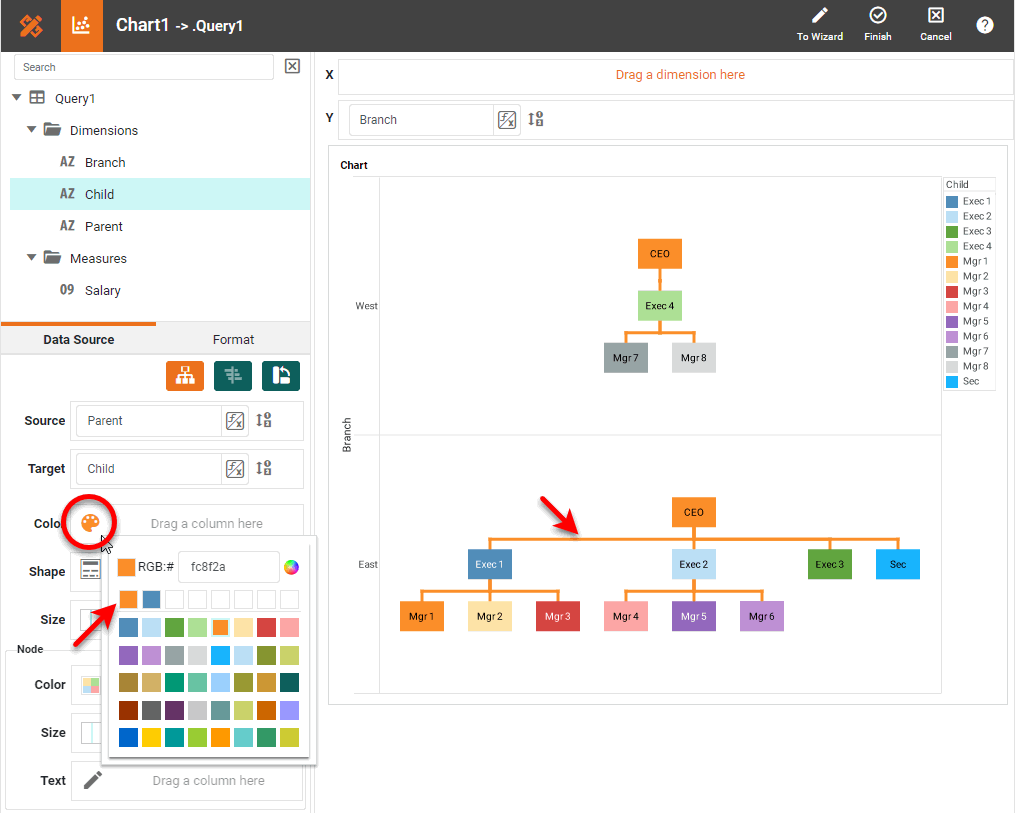 Chart1 -> .Query1
To Wizard
Finish
Cancel
?
Search
Query1
Dimensions
AZ Branch
AZ Child
AZ Parent
Measures
09 Salary
Data Source
Format
Source
Parent
Target
Child
Color
Drag a column here
RGB:#
fc8f2a
Shape
Size
Node
Color
Size
Text
Drag a column here
X
Drag a dimension here
Y
Branch
Chart
Branch
West
CEO
Exec 4
Mgr 7
Mgr 8
East
CEO
Exec 1
Exec 2
Exec 3
Sec
Mgr 1
Mgr 2
Mgr 3
Mgr 4
Mgr 5
Mgr 6
Child
Exec 1
Exec 2
Exec 3
Exec 4
Mgr 1
Mgr 2
Mgr 3
Mgr 4
Mgr 5
Mgr 6
Mgr 7
Mgr 8
Sec